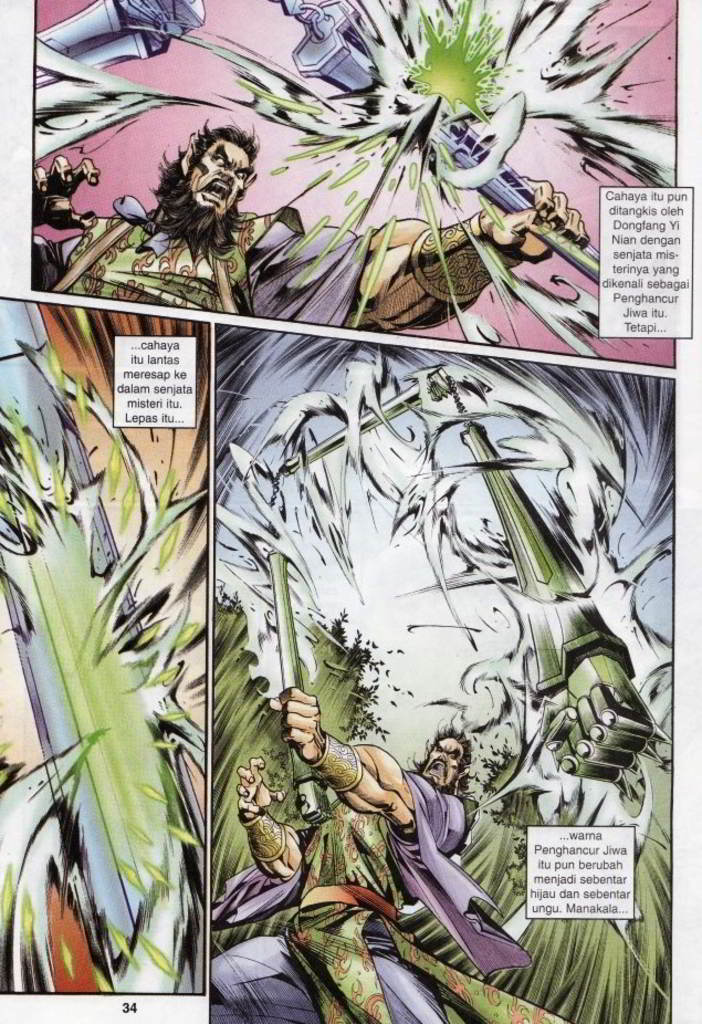 Cahaya itu pun
ditangkis oleh
Dongfang Yi
Nian dengan
senjata mis-
terinya yang
dikenali sebagai
Penghancur
Jiwa itu.
Tetapi...
...cahaya
itu lantas
meresap ke
dalam senjata
misteri itu.
Lepas itu...
...warna
Penghancur Jiwa
itu pun berubah
menjadi sebentar
hijau dan sebentar
ungu. Manakala...
34